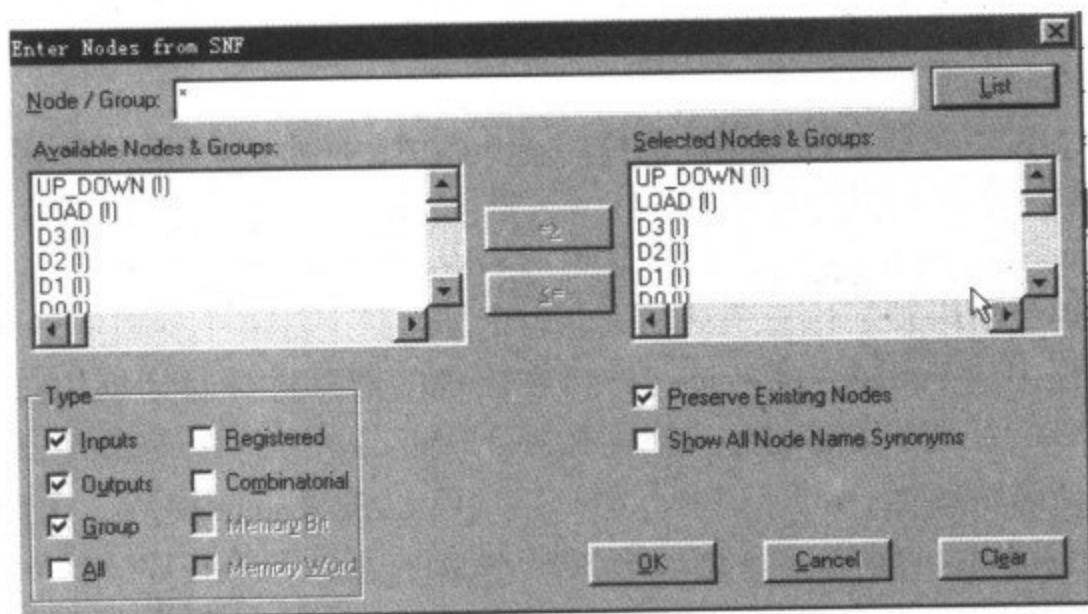 Enter Nodes from SNF
Node / Group: * List
Available Nodes & Groups:
UP_DOWN (I)
LOAD (I)
D3 (I)
D2 (I)
D1 (I)
D0 (I)
=>
<=
Selected Nodes & Groups:
UP_DOWN (I)
LOAD (I)
D3 (I)
D2 (I)
D1 (I)
D0 (I)
Type
Inputs Registered
Outputs Combinatorial
Group Memory Bit
All Memory Word
Preserve Existing Nodes
Show All Node Name Synonyms
OK Cancel Clear